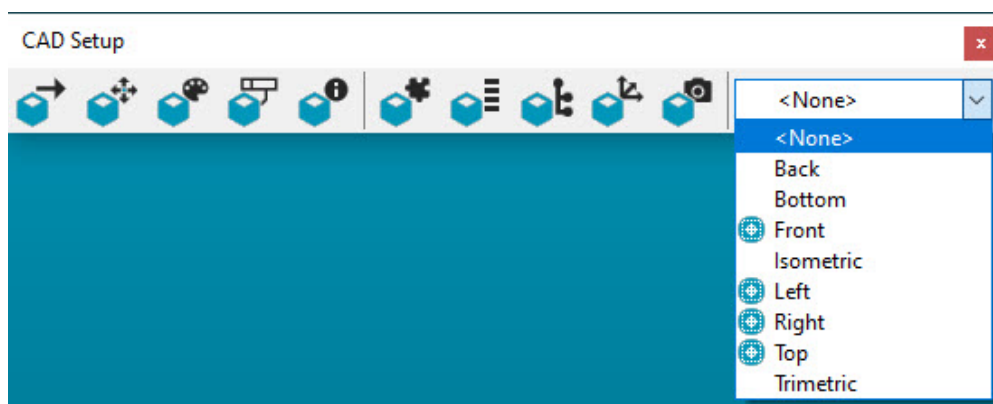 CAD Setup
x
<None>
<None>
Back
Bottom
Front
Isometric
Left
Right
Top
Trimetric